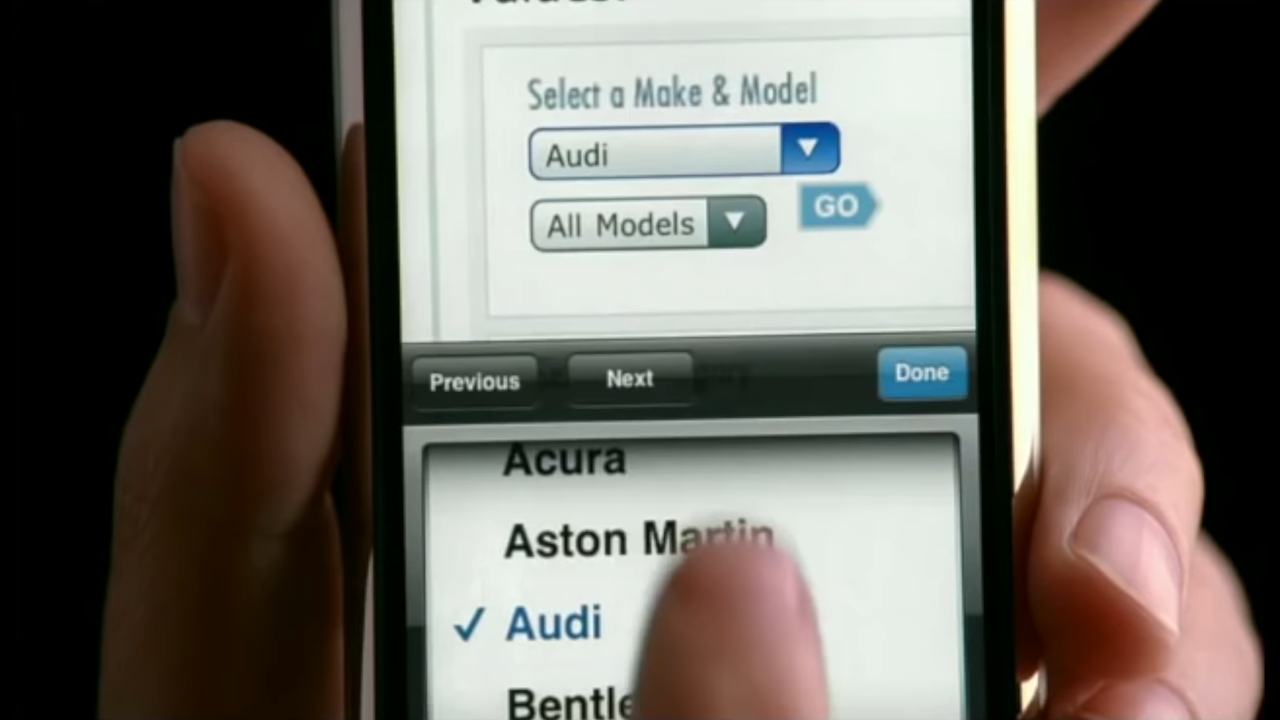 Select a Make & Model
Audi
All Models
GO
Previous
Next
Done
Acura
Aston Martin
✓ Audi